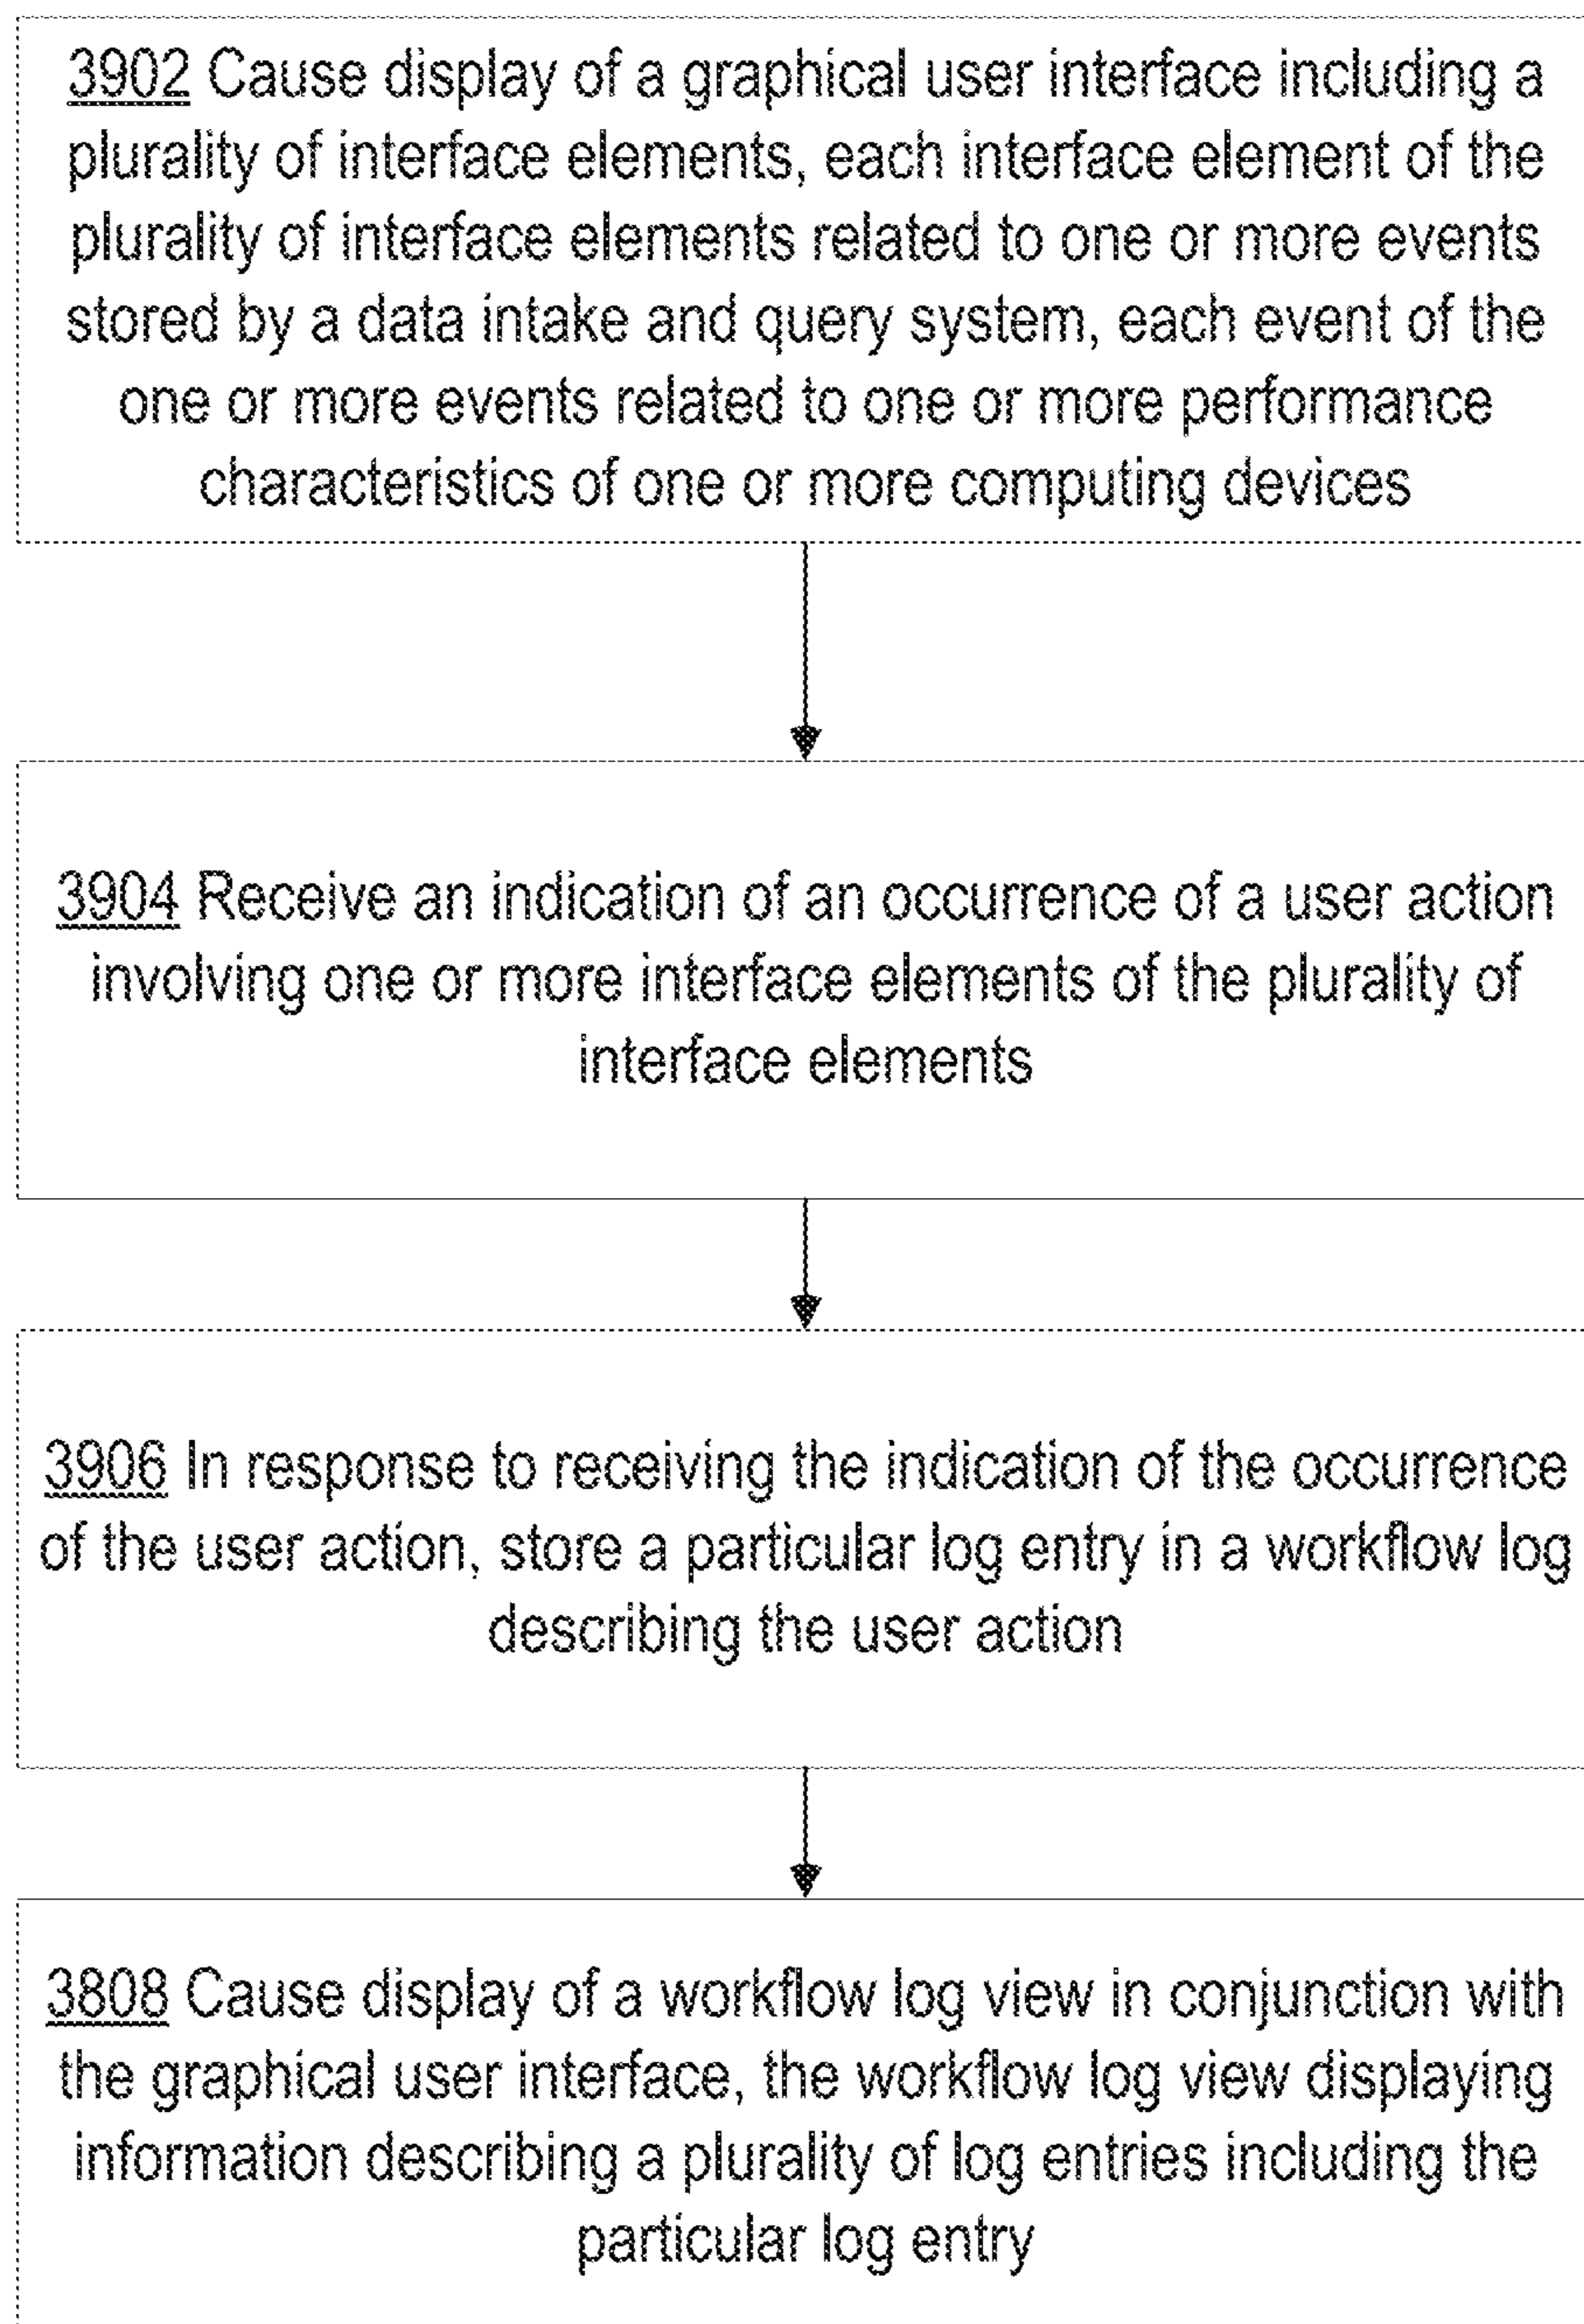 3902 Cause display of a graphical user interface including a
plurality of interface elements, each interface element of the
plurality of interface elements related to one or more events
stored by a data intake and query system, each event of the
one or more events related to one or more performance
characteristics of one or more computing devices
3904 Receive an indication of an occurrence of a user action
involving one or more interface elements of the plurality of
interface elements
3906 In response to receiving the indication of the occurrence
of the user action, store a particular log entry in a workflow log
describing the user action
3808 Cause display of a workflow log view in conjunction with
the graphical user interface, the workflow log view displaying
information describing a plurality of log entries including the
particular log entry